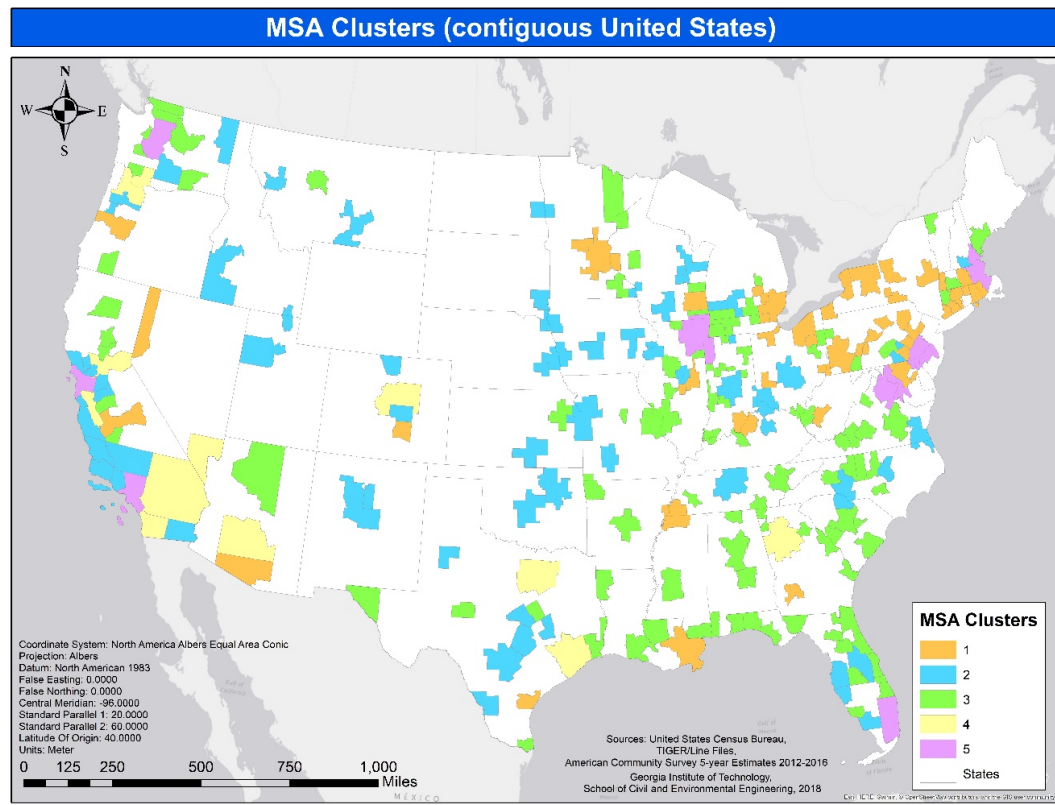 MSA Clusters (contiguous United States)
N
W
E
S
Coordinate System: North America Albers Equal Area Conic
Projection: Albers
Datum: North American 1983
False Easting: 0.0000
False Northing: 0.0000
Central Meridian: -96.0000
Standard Parallel 1: 20.0000
Standard Parallel 2: 60.0000
Latitude Of Origin: 40.0000
Units: Meter
0 125 250 500 750 1,000
Miles
MEXICO
Sources: United States Census Bureau,
TIGER/Line Files,
American Community Survey 5-year Estimates 2012-2016
Georgia Institute of Technology,
School of Civil and Environmental Engineering, 2018
MSA Clusters
1
2
3
4
5
States